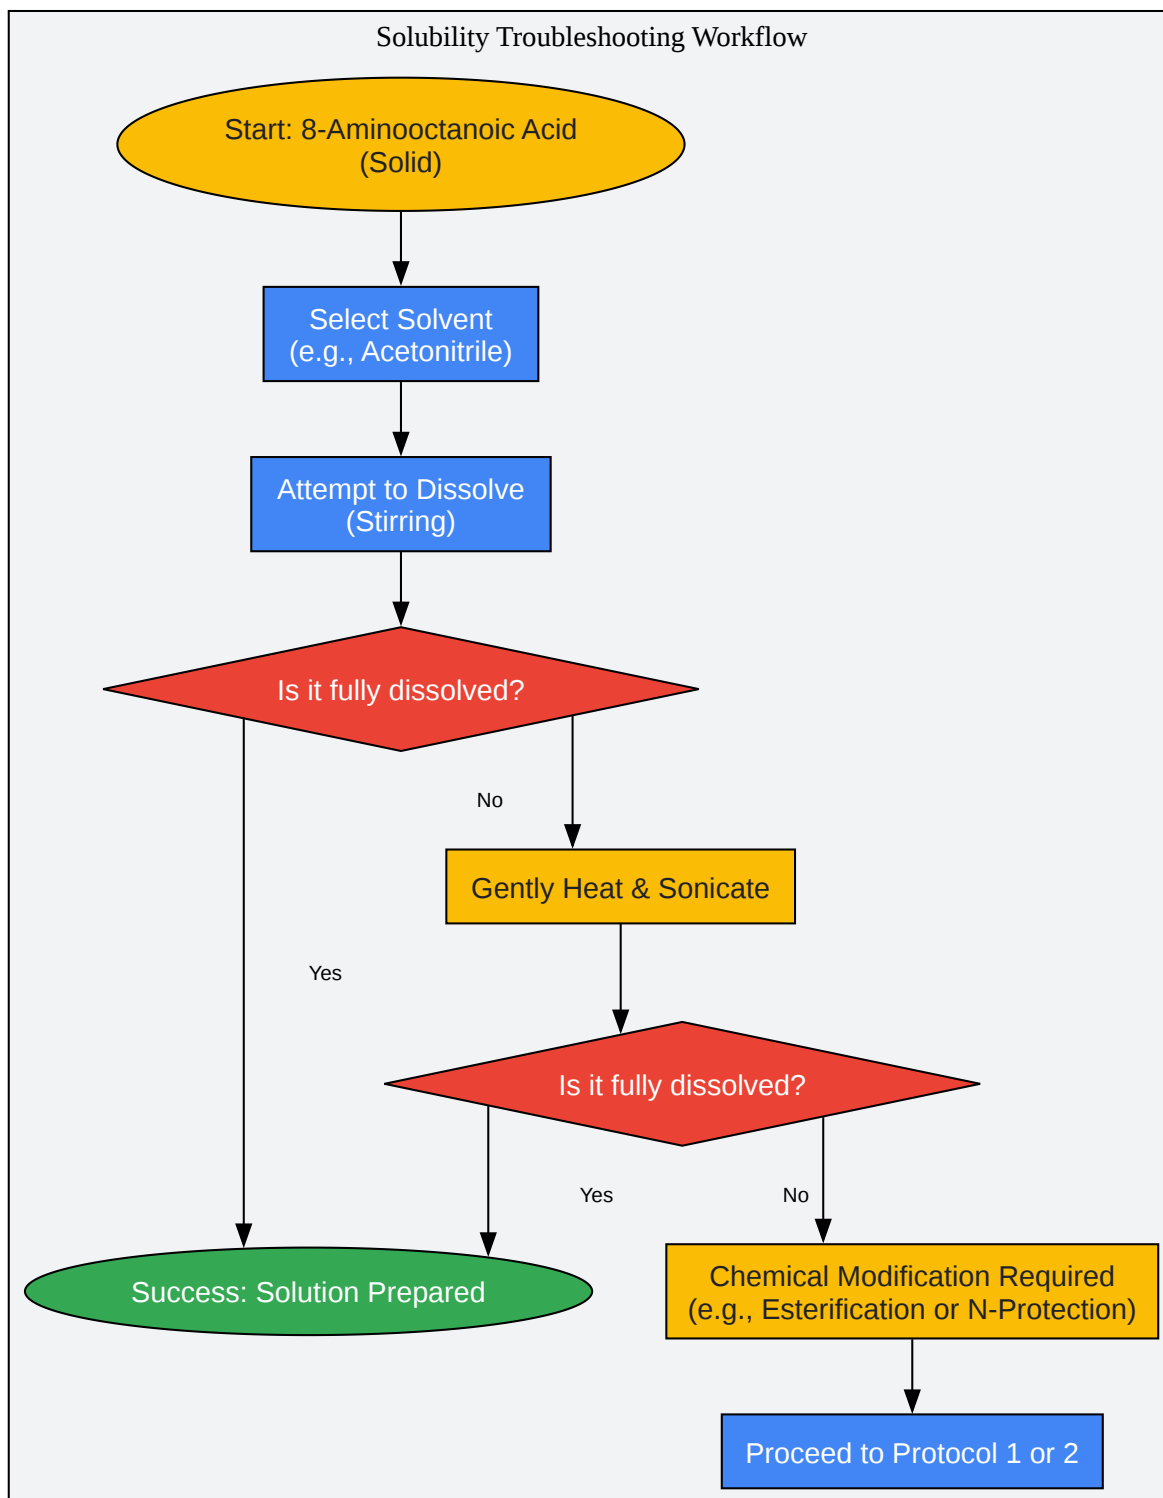 Solubility Troubleshooting Workflow
Start: 8-Aminooctanoic Acid
(Solid)
Select Solvent
(e.g., Acetonitrile)
Attempt to Dissolve
(Stirring)
Is it fully dissolved?
No
Gently Heat & Sonicate
Yes
Is it fully dissolved?
Yes
No
Success: Solution Prepared
Chemical Modification Required
(e.g., Esterification or N-Protection)
Proceed to Protocol 1 or 2